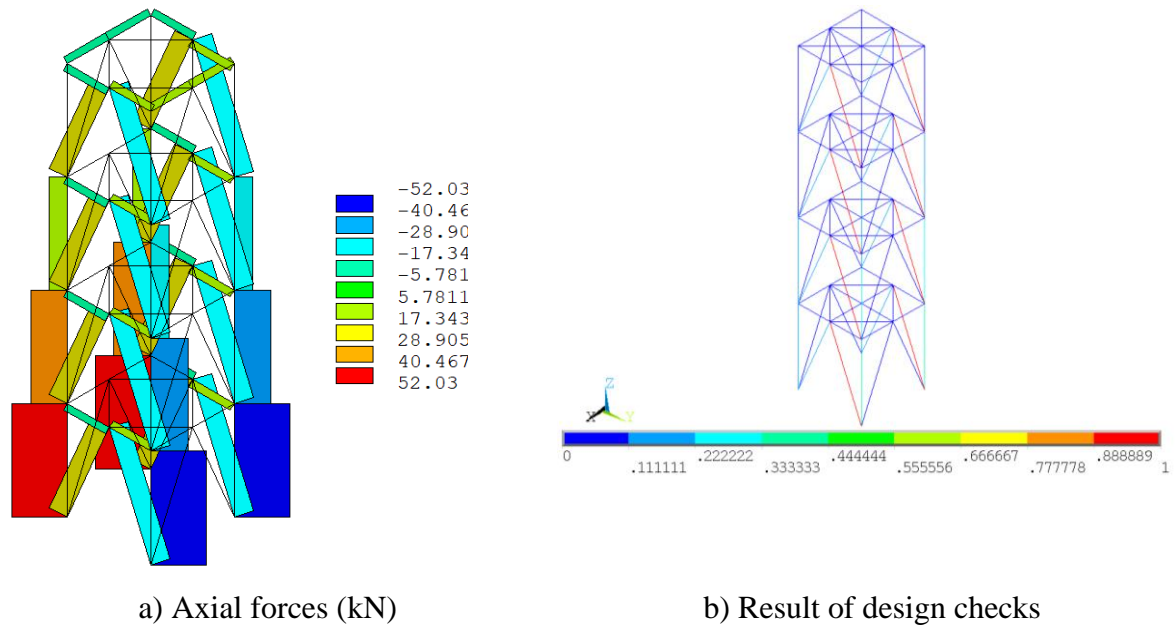 -52.03
-40.46
-28.90
-17.34
-5.781
5.7811
17.343
28.905
40.467
52.03
Z
X
Y
0 .111111 .222222 .333333 .444444 .555556 .666667 .777778 .888889 1
a) Axial forces (kN)
b) Result of design checks